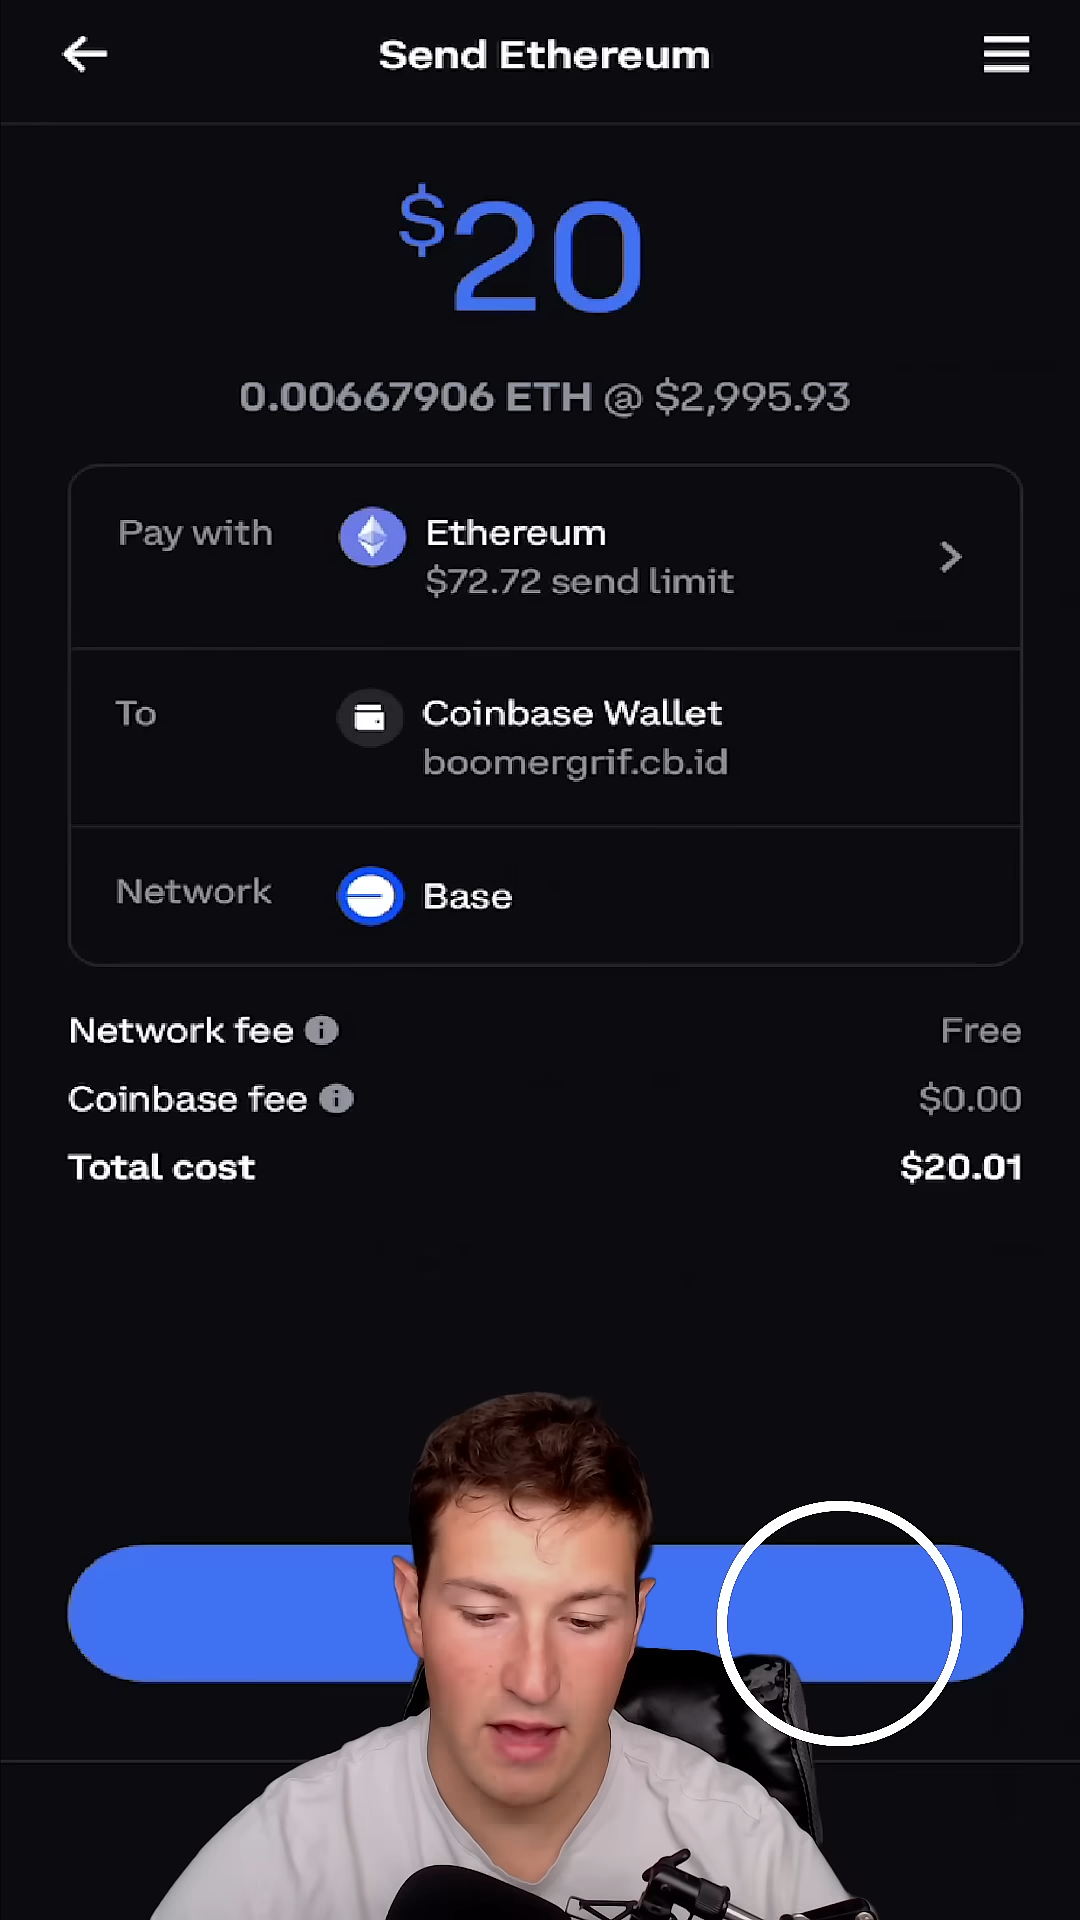 Send Ethereum
$20
0.00667906 ETH @ $2,995.93
Pay with
Ethereum
$72.72 send limit
To
Coinbase Wallet
boomergrif.cb.id
Network
Base
Network fee
Free
Coinbase fee
$0.00
Total cost
$20.01